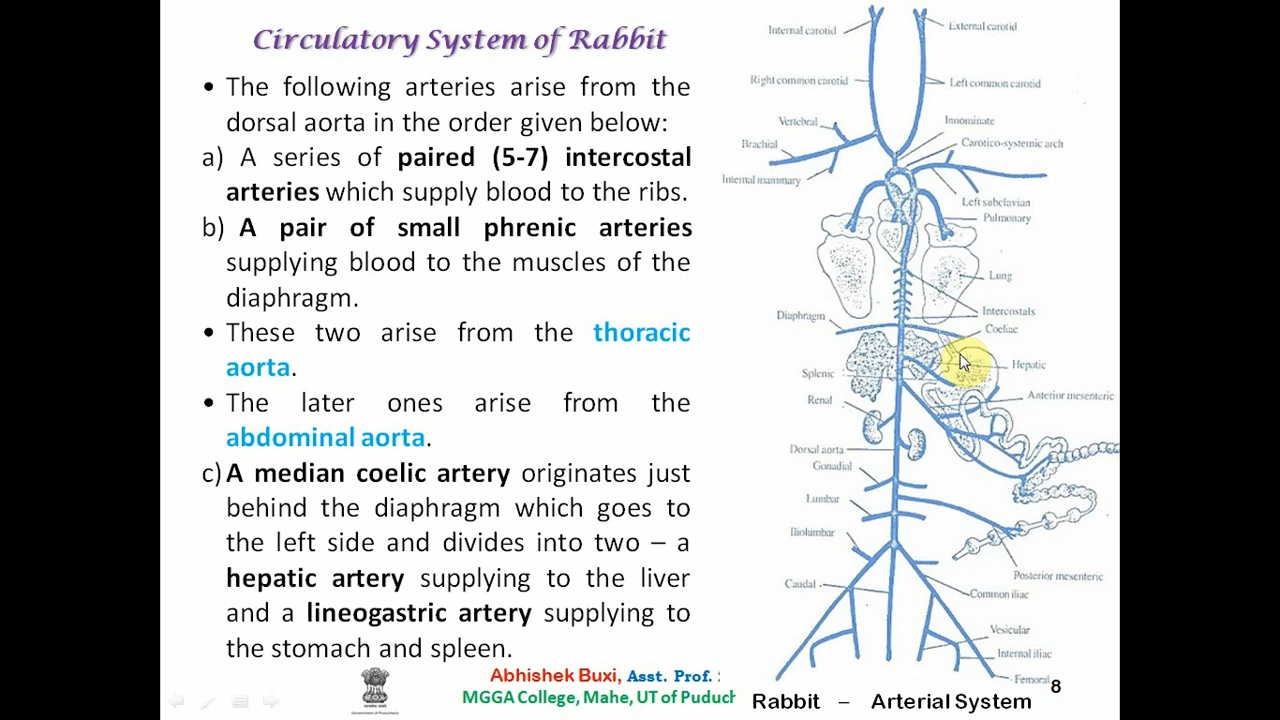 Circulatory System of Rabbit
• The following arteries arise from the
dorsal aorta in the order given below:
a) A series of paired (5-7) intercostal
arteries which supply blood to the ribs.
b) A pair of small phrenic arteries
supplying blood to the muscles of the
diaphragm.
• These two arise from the thoracic
aorta.
• The later ones arise from the
abdominal aorta.
c) A median coelic artery originates just
behind the diaphragm which goes to
the left side and divides into two – a
hepatic artery supplying to the liver
and a lineogastric artery supplying to
the stomach and spleen.
Abhishek Buxi, Asst. Prof.
MGGA College, Mahe, UT of Puduch
Internal carotid
External carotid
Right common carotid
Left common carotid
Vertebral
Innominate
Brachial
Carotico-systemic arch
Internal mammary
Left subclavian
Pulmonary
Lung
Intercostals
Diaphragm
Coeliac
Hepatic
Splenic
Anterior mesenteric
Renal
Dorsal aorta
Gonadial
Lumbar
Iliolumbar
Posterior mesenteric
Caudal
Common iliac
Vesicular
Internal iliac
Femoral
8
Rabbit – Arterial System